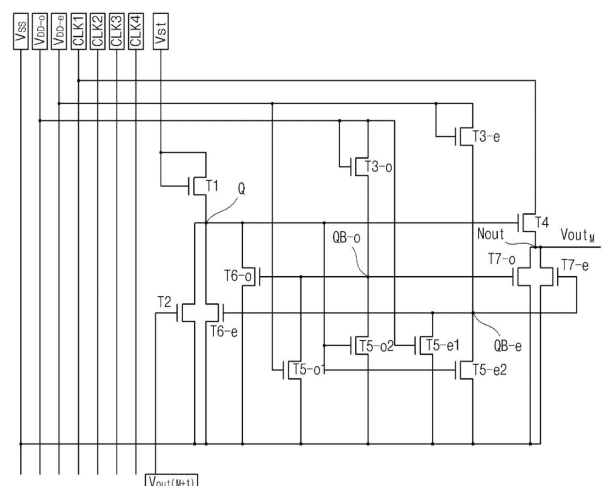 Vss
VDD-o
VDD-e
CLK1
CLK2
CLK3
CLK4
Vst
T3-e
T3-o
T1
Q
T4
Nout
VoutM
QB-o
T7-o
T7-e
T6-o
T2
T6-e
T5-o2
T5-e1
QB-e
T5-o1
T5-e2
Vout(M+1)